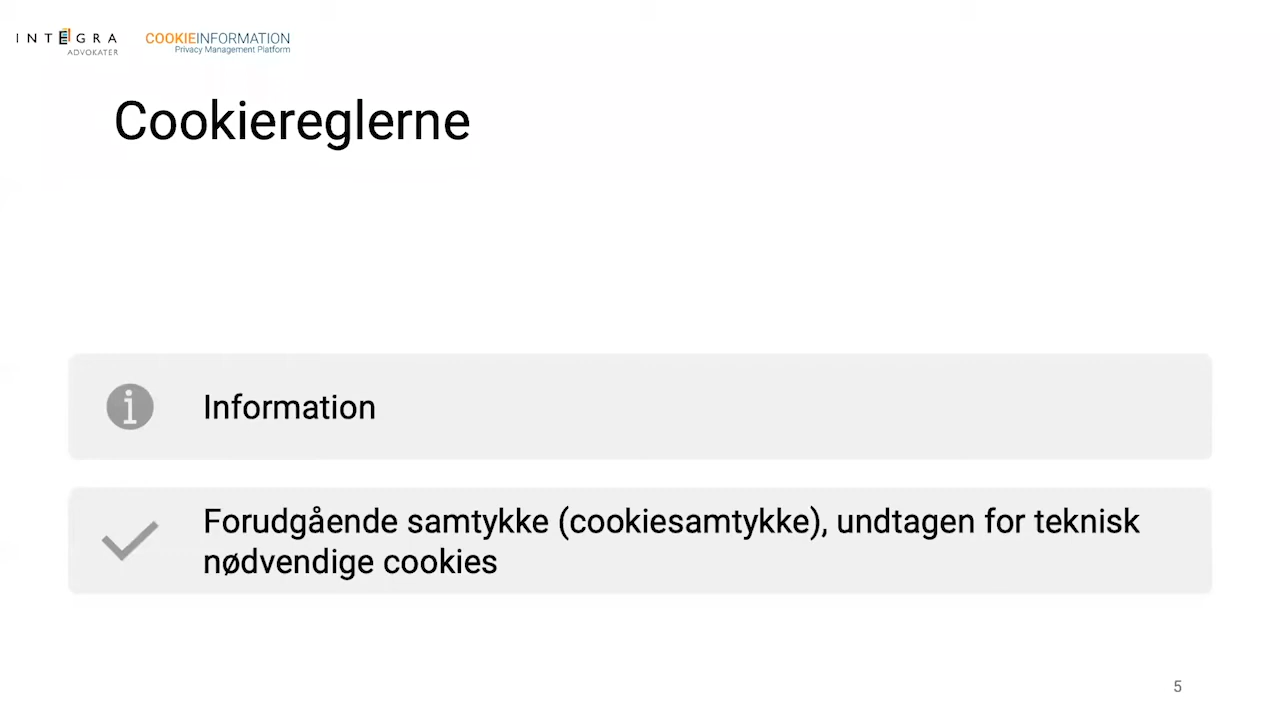 INTEGRA
ADVOKATER
COOKIEINFORMATION
Privacy Management Platform
Cookiereglerne
Information
Forudgående samtykke (cookiesamtykke), undtagen for teknisk
nødvendige cookies
5